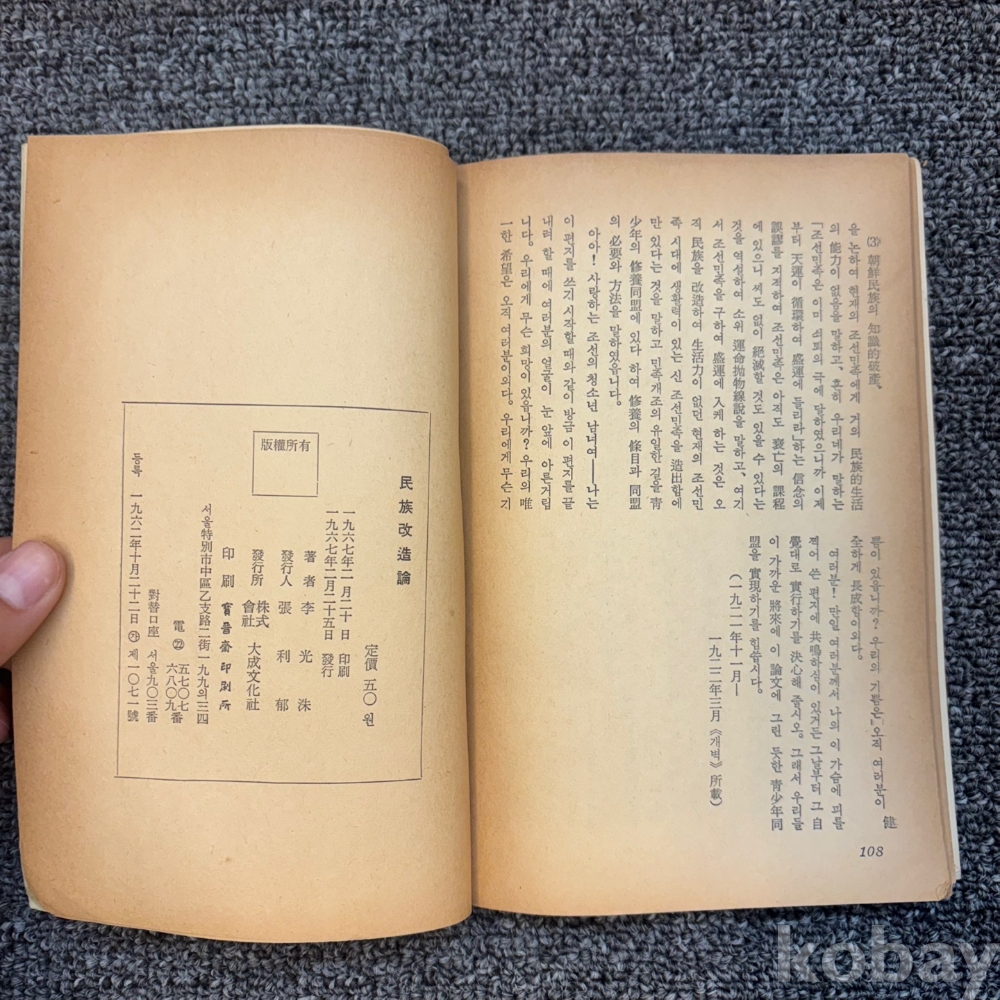 (3) 朝鮮民族의 知識的破產、
을 논하여 현재의 조선민족에게 거의 民族的生活
의 能力이 없음을 말하고、흔히 우리네가 말하는
「조선민족은 이미 쇠퇴의 극에 달하였으니까 이제
부터 天運이 循環하여 盛運에 들리라」하는 信念의
誤謬를 지적하여 조선민족은 아직도 衰亡의 課程
에 있으니 씨도 없이 絕滅할 것도 있을 수 있다는
것을 역설하여 소위 運命拋物線說을 말하고、여기
서 조선민족을 구하여 盛運에 入케 하는 것은 오
직 民族을 改造하여 生活力이 없던 현재의 조선민
족 시대에 생활력이 있는 신 조선민족을 造出함에
만 있다는 것을 말하고 민족개조의 유일한 길을 靑
少年의 修養同盟에 있다 하여 修養의 條目과 同盟
의 必要와 方法을 말하였읍니다。
아아! 사랑하는 조선의 청소년 남녀여——나는
이 편지를 쓰기 시작할 때와 같이 방금 이 편지를 끝
내려 할 때에 여러분의 얼굴이 눈 앞에 아른거립
니다。우리에게 무슨 희망이 있읍니까? 우리의 唯
一한 希望은 오직 여러분이외다。우리에게 무슨 기
쁨이 있읍니까? 우리의 기쁨은 오직 여러분이 健
全하게 長成함이외다。
여러분! 만일 여러분께서 나의 이 가슴에 피를
찍어 쓴 편지에 共鳴하심이 있거든 그날부터 그 自
覺대로 實行하기를 決心해 줍시오。그래서 우리들
이 가까운 將來에 이 論文에 그린 듯한 靑少年同
盟을 實現하기를 힘씁시다。
(一九二一年十一月—
一九二二年三月《개벽》所載)
108
民族改造論
版權所有
一九六七年二月二十日 印刷
一九六七年二月二十五日 發行
定價 五〇원
著者 李光洙
發行人 張利郁
發行所 株式會社 大成文化社
印刷 寶晉齋印刷所
서울特別市中區乙支路二街一九九의三四
電 ㉒ 五七〇七 六八〇九番
對替口座 서울九〇三番
등록 一九六二年十月二十二日 ㉮ 제一〇七一號
kobay